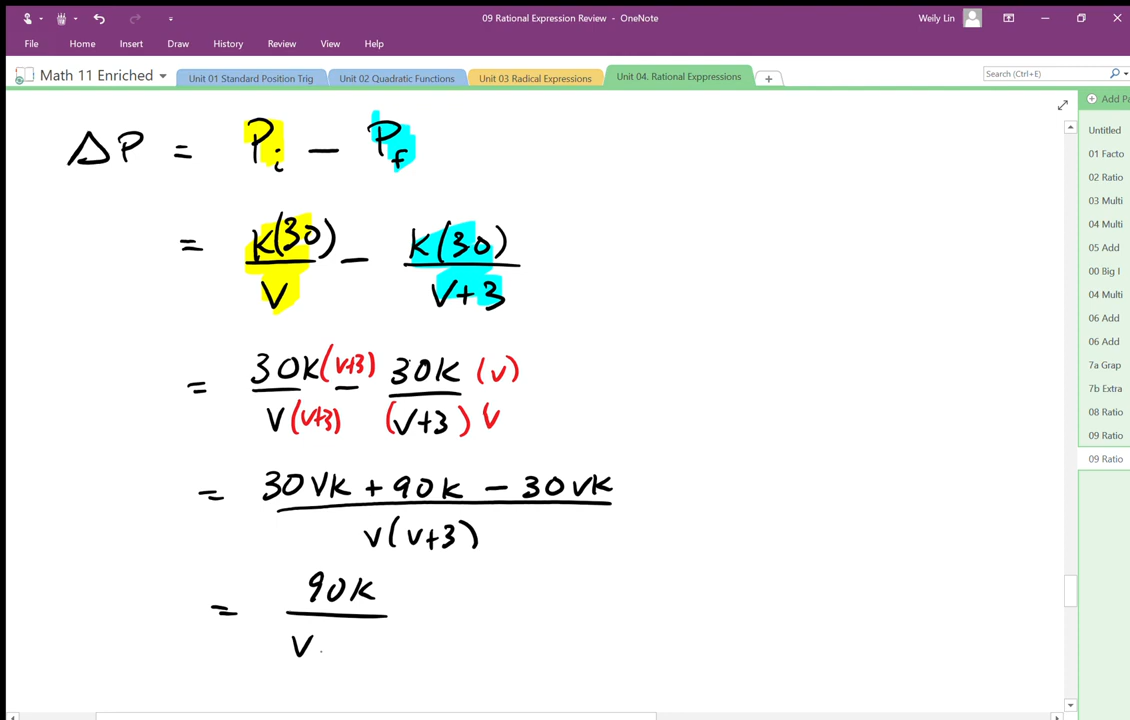 09 Rational Expression Review - OneNote
Weily Lin
File Home Insert Draw History Review View Help
Math 11 Enriched
Unit 01 Standard Position Trig
Unit 02 Quadratic Functions
Unit 03 Radical Expressions
Unit 04. Rational Exppressions
Search (Ctrl+E)
Add Pa
Untitled
01 Facto
02 Ratio
03 Multi
04 Multi
05 Add
00 Big I
04 Multi
06 Add
06 Add
7a Grap
7b Extra
08 Ratio
09 Ratio
09 Ratio
ΔP = Pi − Pf
= k(30)/V − k(30)/V+3
= 30k(v+3)/V(v+3) − 30k(v)/(V+3)V
= 30Vk + 90k − 30Vk/v(v+3)
= 90k/V